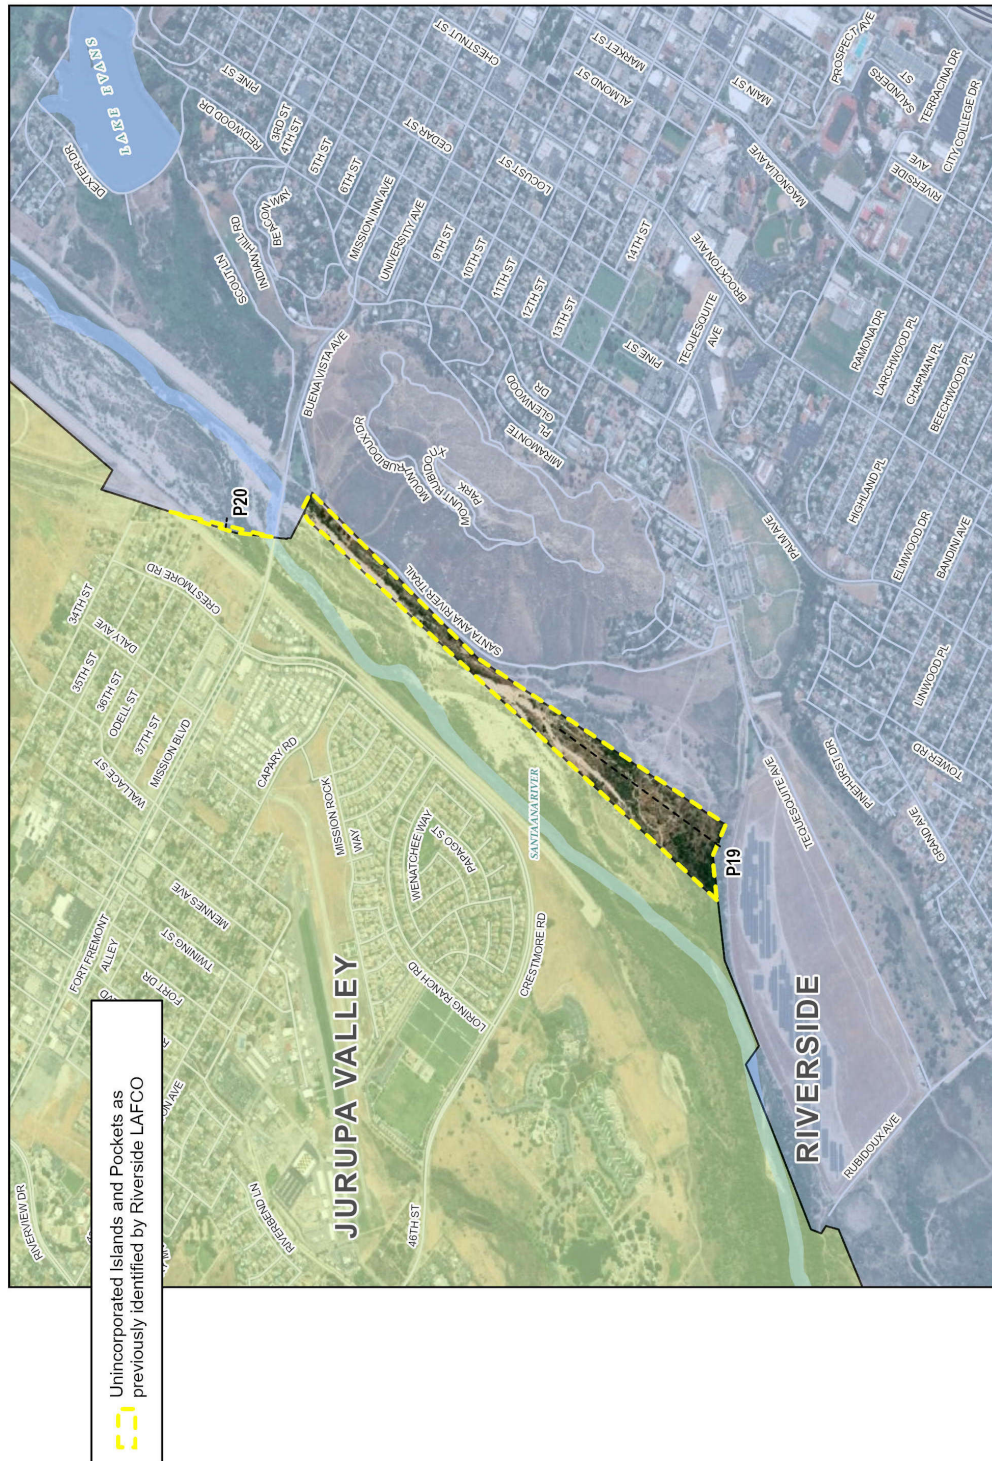 Unincorporated Islands and Pockets as
previously identified by Riverside LAFCO
LAKE EVANS
DEXTER DR
PINE ST
REDWOOD DR
3RD ST
4TH ST
5TH ST
6TH ST
MISSION INN AVE
UNIVERSITY AVE
9TH ST
10TH ST
11TH ST
12TH ST
13TH ST
14TH ST
CHESTNUT ST
MARKET ST
ALMOND ST
MAIN ST
CEDAR ST
LOCUST ST
PROSPECT AVE
SAUNDERS
ST
TERRACINA DR
CITY COLLEGE DR
RIVERSIDE
AVE
MAGNOLIA AVE
BROCKTON AVE
SCOUT LN
INDIAN HILL RD
BEACON WAY
BUENA VISTA AVE
MOUNT RUBIDOUX DR
MOUNT RUBIDOUX
PARK
GLENWOOD
DR
MIRAMONTE
PL
PINE ST
TEQUESQUITE
AVE
RAMONA DR
LARCHWOOD PL
CHAPMAN PL
BEECHWOOD PL
HIGHLAND PL
ELMWOOD DR
BANDINI AVE
PALM AVE
LINWOOD PL
TOWER RD
PINEHURST DR
GRAND AVE
TEQUESQUITE AVE
RUBIDOUX AVE
SANTA ANA RIVER TRAIL
SANTA ANA RIVER
P20
P19
34TH ST
DALY AVE
35TH ST
36TH ST
ODELL ST
37TH ST
WALLACE ST
MISSION BLVD
CRESTMORE RD
CAPARY RD
MISSION ROCK
WAY
WENATCHEE WAY
PAPAGO ST
LORING RANCH RD
CRESTMORE RD
46TH ST
MENNES AVE
TWINING ST
FORT FREMONT
ALLEY
FORT DR
RIVERBEND LN
RIVERVIEW DR
JURUPA VALLEY
RIVERSIDE